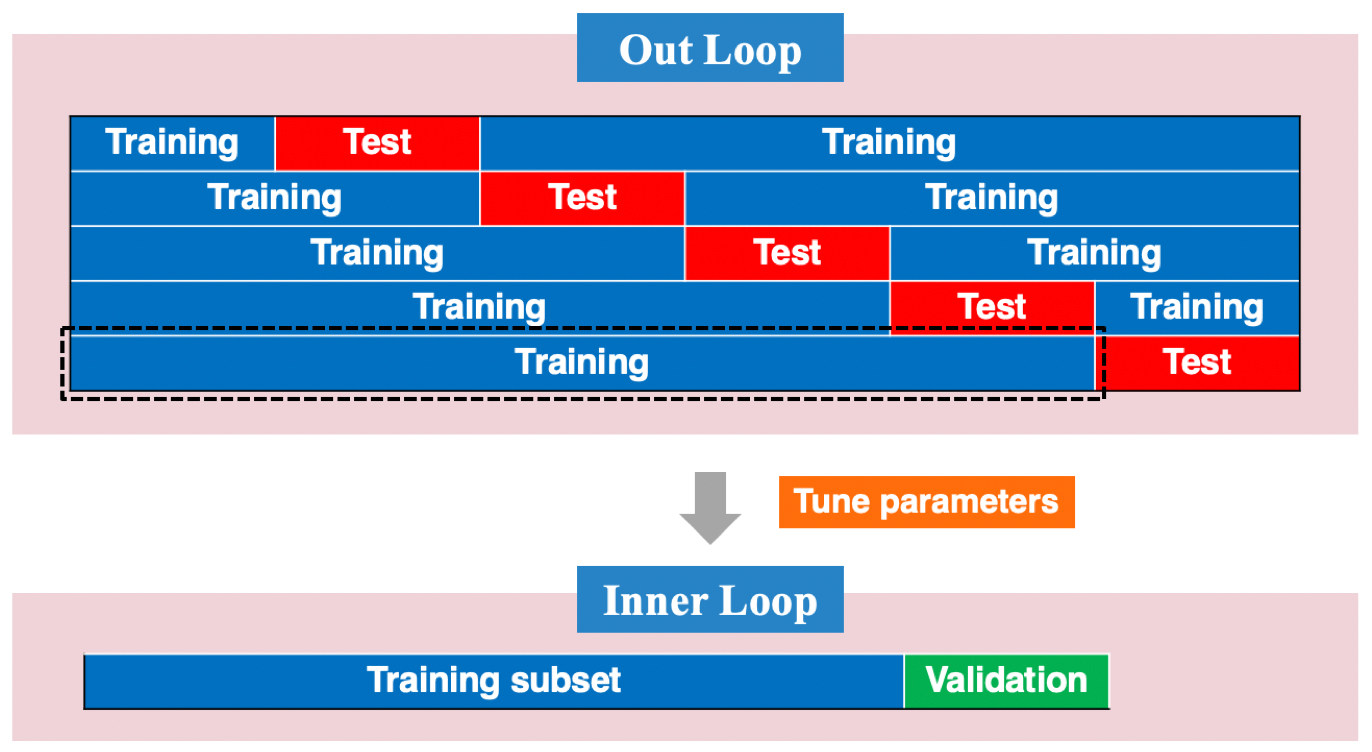 Out Loop
Training Test Training
Training Test Training
Training Test Training
Training Test Training
Training Test
Tune parameters
Inner Loop
Training subset Validation